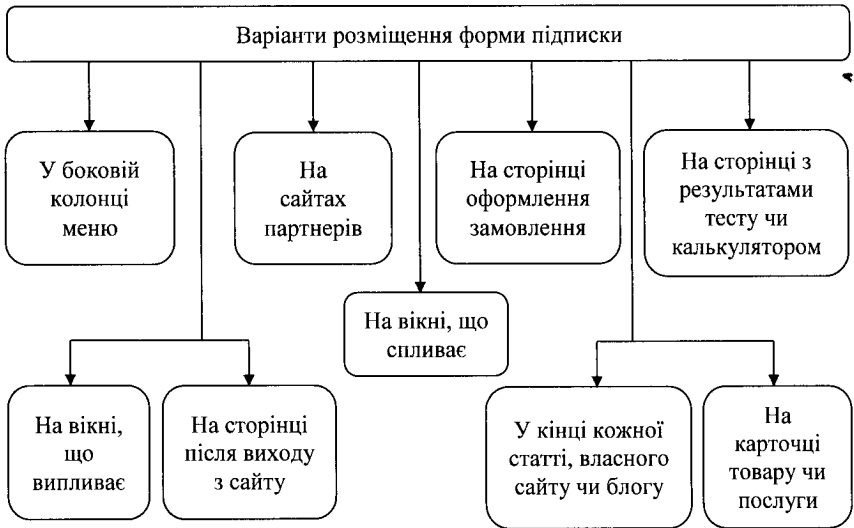 Варіанти розміщення форми підписки
У боковій
колонці
меню
На
сайтах
партнерів
На сторінці
оформлення
замовлення
На сторінці з
результатами
тесту чи
калькулятором
На вікні, що
спливає
На вікні,
що
випливає
На сторінці
після виходу
з сайту
У кінці кожної
статті, власного
сайту чи блогу
На
карточці
товару чи
послуги